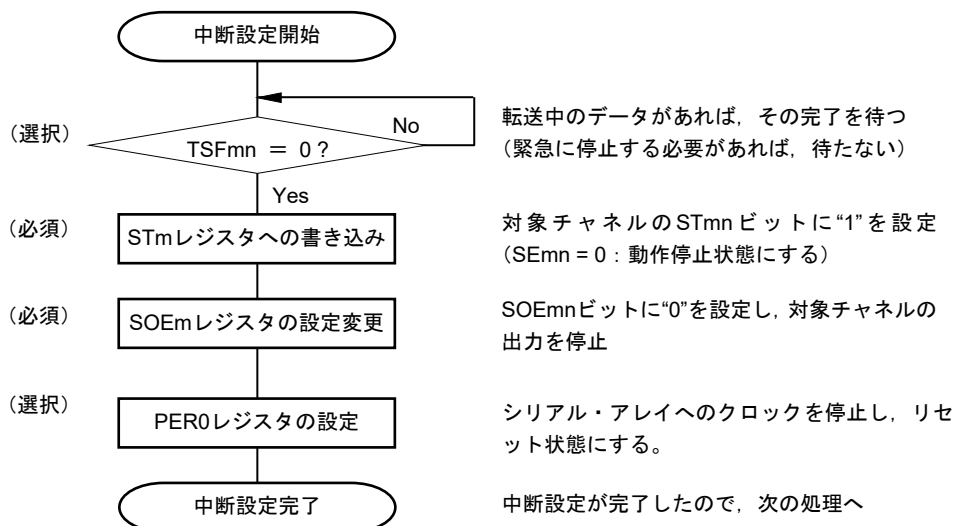 中断設定開始
（選択）
TSFmn ＝ 0？
No
転送中のデータがあれば，その完了を待つ
（緊急に停止する必要があれば，待たない）
Yes
（必須）
STmレジスタへの書き込み
対象チャネルのSTmnビットに“1”を設定
（SEmn = 0：動作停止状態にする）
（必須）
SOEmレジスタの設定変更
SOEmnビットに“0”を設定し，対象チャネルの
出力を停止
（選択）
PER0レジスタの設定
シリアル・アレイへのクロックを停止し，リセ
ット状態にする。
中断設定完了
中断設定が完了したので，次の処理へ